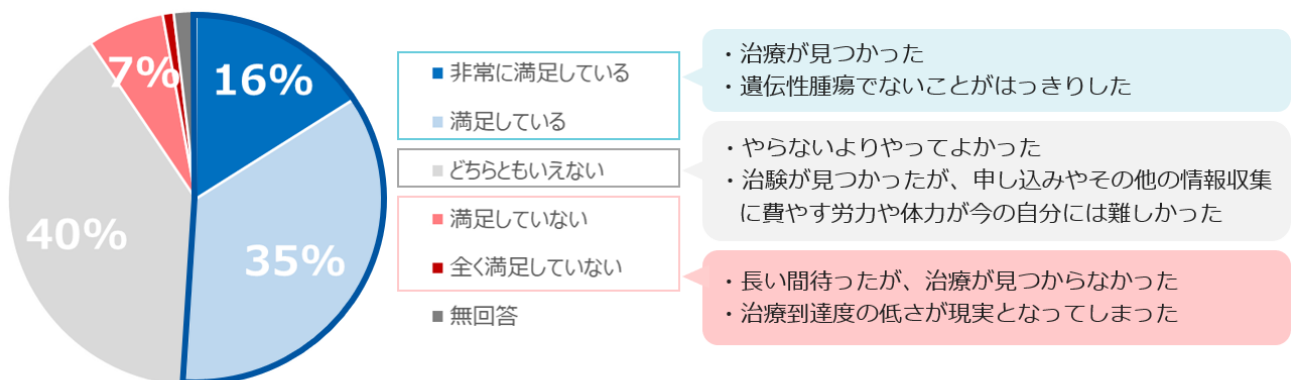 7%
16%
40%
35%
■ 非常に満足している
■ 満足している
■ どちらともいえない
■ 満足していない
■ 全く満足していない
■ 無回答
・治療が見つかった
・遺伝性腫瘍でないことがはっきりした
・やらないよりやってよかった
・治験が見つかったが、申し込みやその他の情報収集
に費やす労力や体力が今の自分には難しかった
・長い間待ったが、治療が見つからなかった
・治療到達度の低さが現実となってしまった